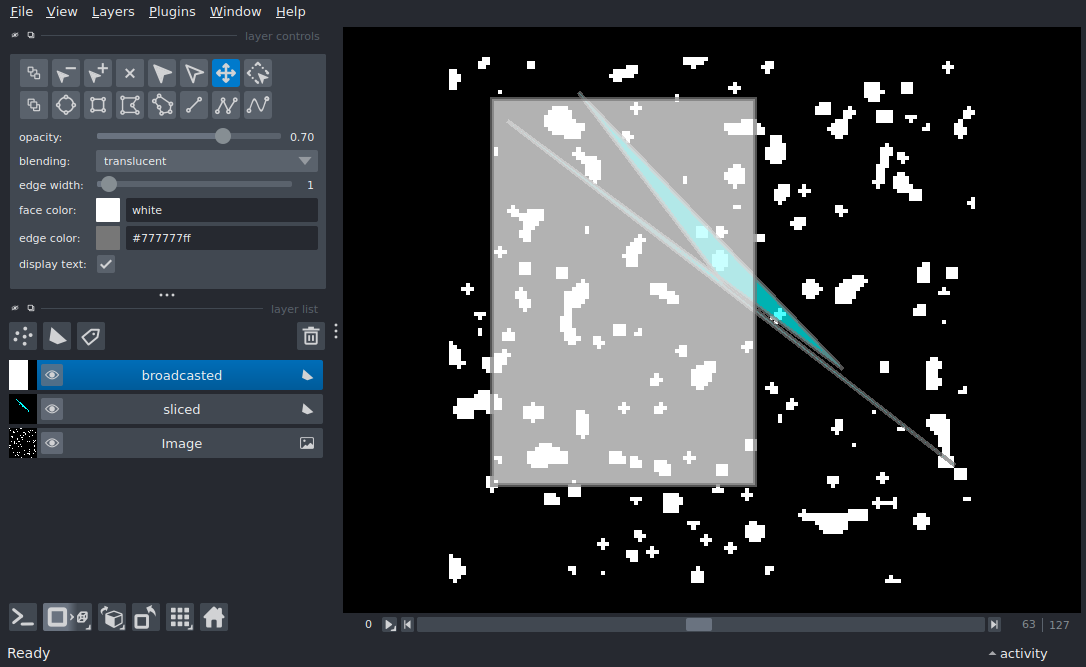 File View Layers Plugins Window Help
layer controls
opacity: 0.70
blending: translucent
edge width: 1
face color: white
edge color: #777777ff
display text:
layer list
broadcasted
sliced
Image
0 63 127
Ready activity